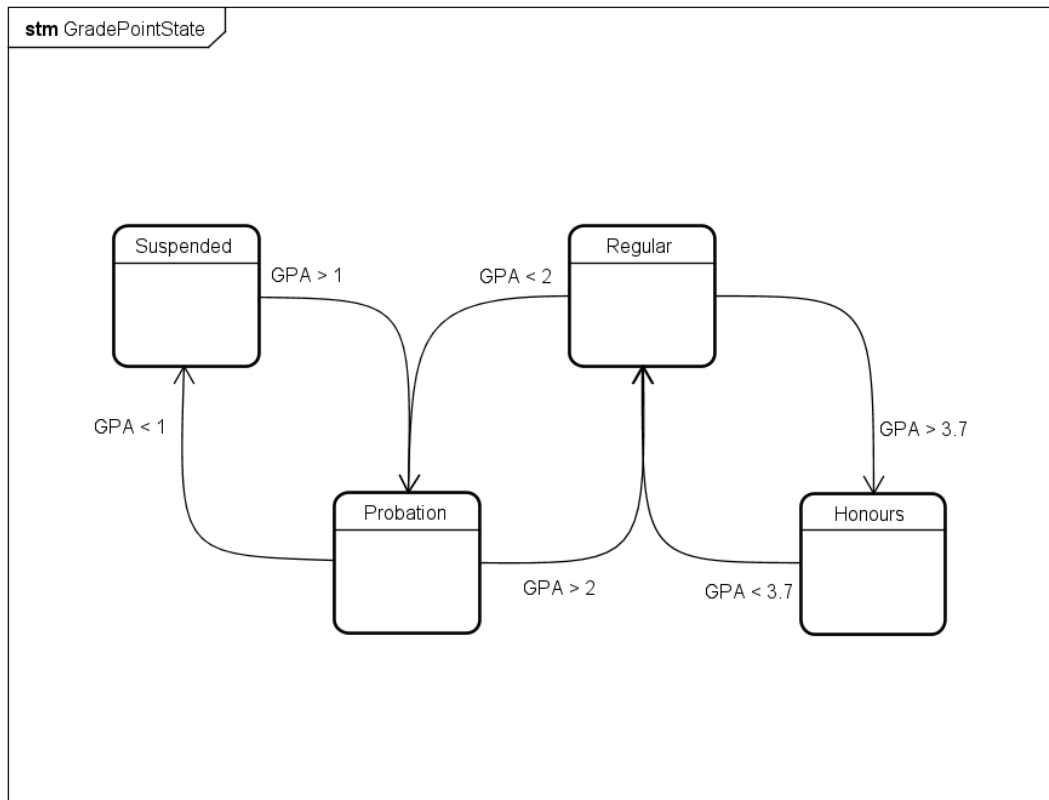 stm GradePointState
Suspended
Regular
GPA > 1
GPA < 2
GPA < 1
GPA > 3.7
Probation
Honours
GPA > 2
GPA < 3.7